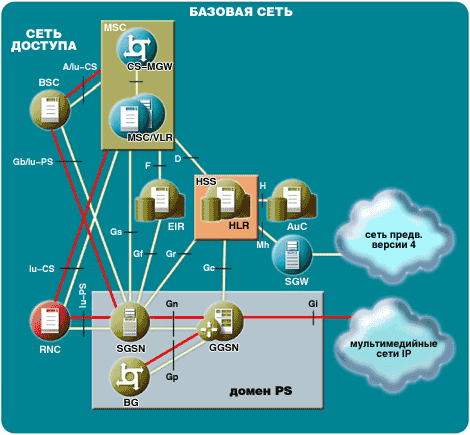 БАЗОВАЯ СЕТЬ
СЕТЬ
ДОСТУПА
MSC
A/Iu-CS
CS-MGW
BSC
MSC/VLR
Gb/Iu-PS
F
D
HSS
H
Gs
EIR
HLR
AuC
сеть предв.
версии 4
Gf
Gr
Mh
SGW
Iu-CS
Gc
Iu-PS
Gn
Gi
RNC
SGSN
GGSN
мультимедийные
сети IP
Gp
BG
домен PS